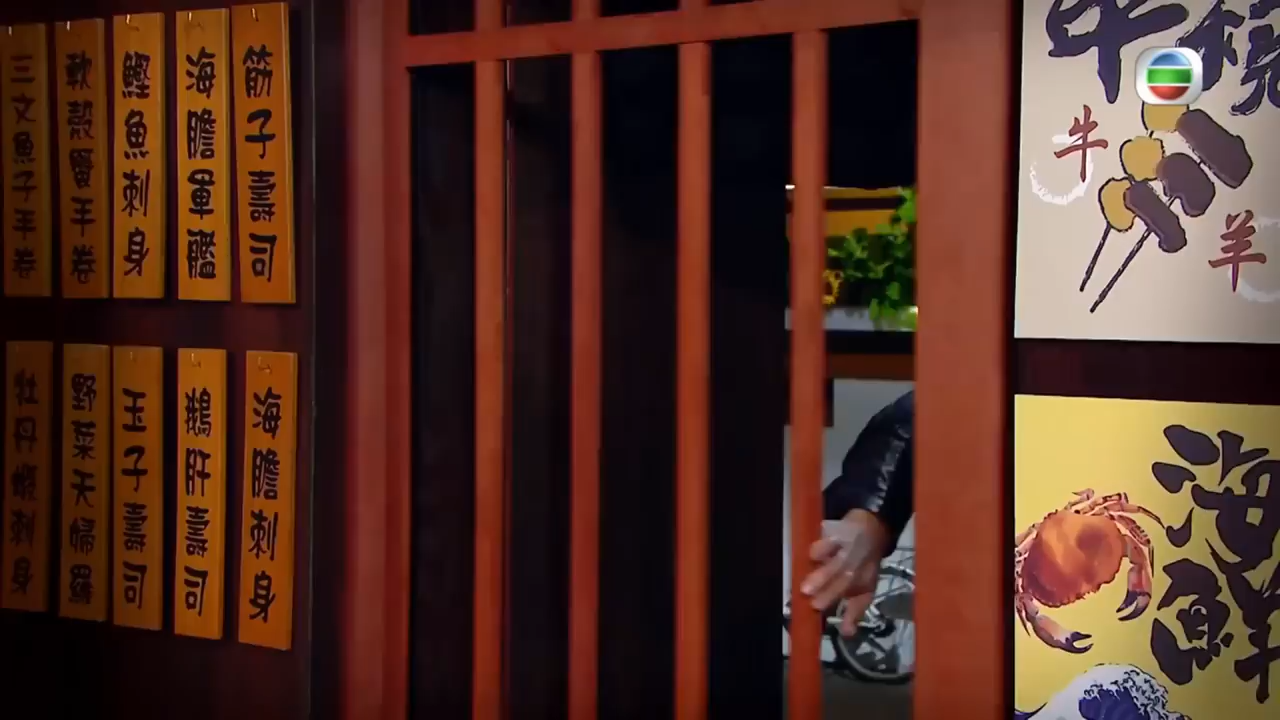 筋子壽司
海膽軍艦
鰹魚刺身
軟殼蟹手卷
三文魚子手卷
海膽刺身
鵝肝壽司
玉子壽司
野菜天婦羅
牡丹蝦刺身
串燒
牛
羊
海鮮